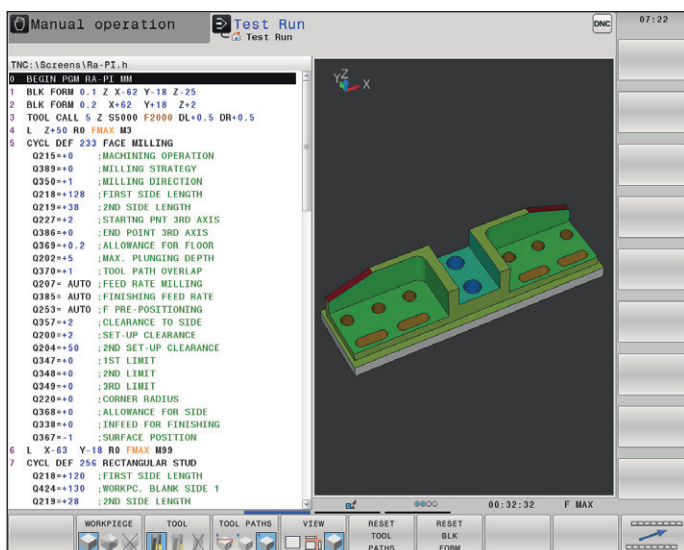 Manual operation
Test Run
Test Run
DNC
07:22
TNC:\Screens\Ra-PI.h
0 BEGIN PGM RA-PI MM
1 BLK FORM 0.1 Z X-62 Y-18 Z-25
2 BLK FORM 0.2 X+62 Y+18 Z+2
3 TOOL CALL 5 Z S5000 F2000 DL+0.5 DR+0.5
4 L Z+50 R0 FMAX M3
5 CYCL DEF 233 FACE MILLING
Q215=+0 ;MACHINING OPERATION
Q389=+0 ;MILLING STRATEGY
Q350=+1 ;MILLING DIRECTION
Q218=+128 ;FIRST SIDE LENGTH
Q219=+38 ;2ND SIDE LENGTH
Q227=+2 ;STARTNG PNT 3RD AXIS
Q386=+0 ;END POINT 3RD AXIS
Q369=+0.2 ;ALLOWANCE FOR FLOOR
Q202=+5 ;MAX. PLUNGING DEPTH
Q370=+1 ;TOOL PATH OVERLAP
Q207= AUTO ;FEED RATE MILLING
Q385= AUTO ;FINISHING FEED RATE
Q253= AUTO ;F PRE-POSITIONING
Q357=+2 ;CLEARANCE TO SIDE
Q200=+2 ;SET-UP CLEARANCE
Q204=+50 ;2ND SET-UP CLEARANCE
Q347=+0 ;1ST LIMIT
Q348=+0 ;2ND LIMIT
Q349=+0 ;3RD LIMIT
Q220=+0 ;CORNER RADIUS
Q368=+0 ;ALLOWANCE FOR SIDE
Q338=+0 ;INFEED FOR FINISHING
Q367=-1 ;SURFACE POSITION
6 L X-63 Y-18 R0 FMAX M99
7 CYCL DEF 256 RECTANGULAR STUD
Q218=+120 ;FIRST SIDE LENGTH
Q424=+130 ;WORKPC. BLANK SIDE 1
Q219=+28 ;2ND SIDE LENGTH
Y Z X
00:32:32 F MAX
WORKPIECE
TOOL
TOOL PATHS
VIEW
RESET
TOOL
PATHS
RESET
BLK
FORM